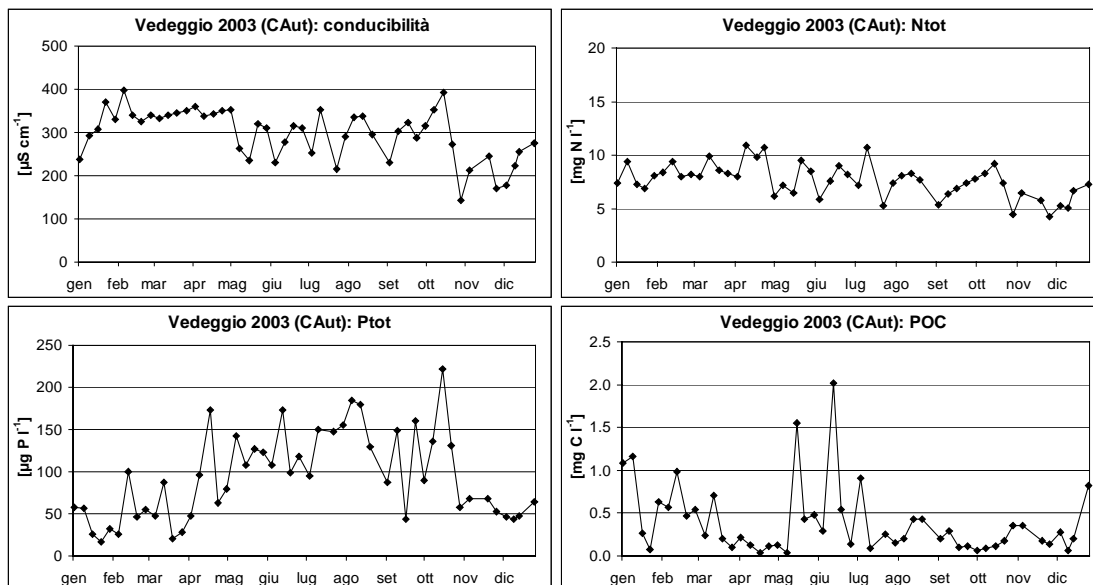 Vedeggio 2003 (CAut): conducibilità
[µS cm-1]
500
400
300
200
100
0
gen feb mar apr mag giu lug ago set ott nov dic
Vedeggio 2003 (CAut): Ntot
[mg N l-1]
20
15
10
5
0
gen feb mar apr mag giu lug ago set ott nov dic
Vedeggio 2003 (CAut): Ptot
[µg P l-1]
250
200
150
100
50
0
gen feb mar apr mag giu lug ago set ott nov dic
Vedeggio 2003 (CAut): POC
[mg C l-1]
2.5
2.0
1.5
1.0
0.5
0.0
gen feb mar apr mag giu lug ago set ott nov dic